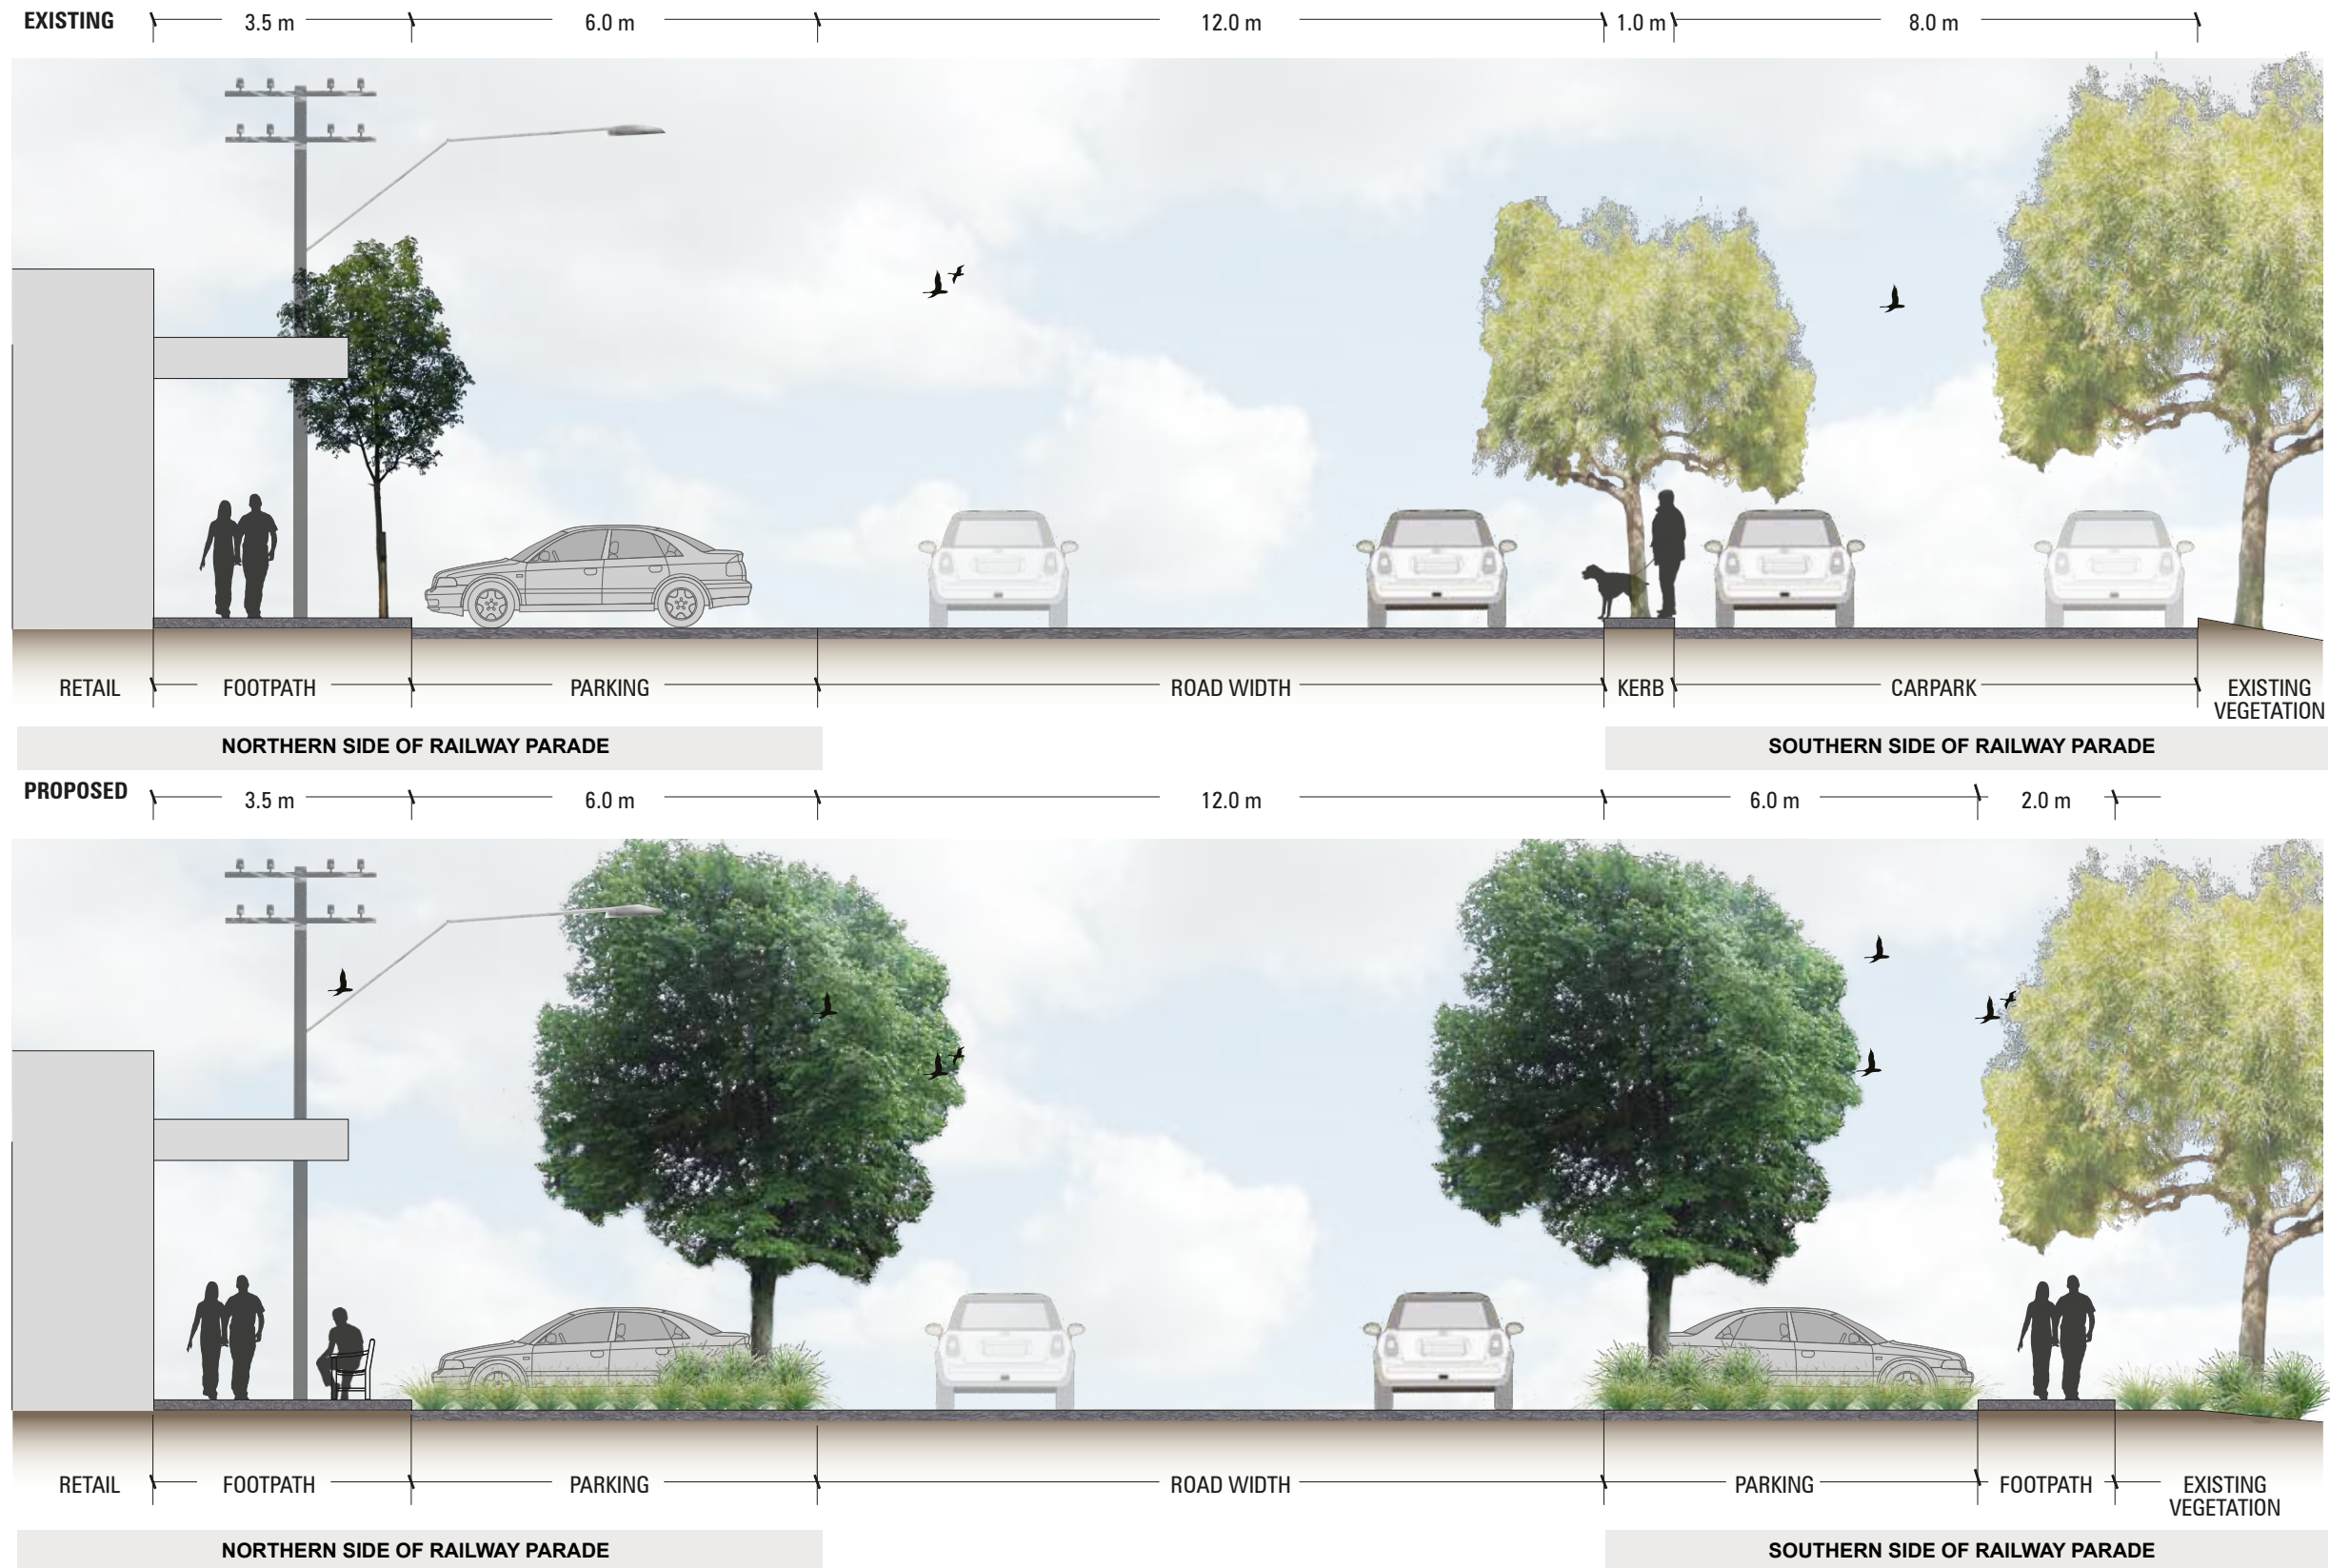 EXISTING
3.5 m
6.0 m
12.0 m
1.0 m
8.0 m
RETAIL
FOOTPATH
PARKING
ROAD WIDTH
KERB
CARPARK
EXISTING
VEGETATION
NORTHERN SIDE OF RAILWAY PARADE
SOUTHERN SIDE OF RAILWAY PARADE
PROPOSED
3.5 m
6.0 m
12.0 m
6.0 m
2.0 m
RETAIL
FOOTPATH
PARKING
ROAD WIDTH
PARKING
FOOTPATH
EXISTING
VEGETATION
NORTHERN SIDE OF RAILWAY PARADE
SOUTHERN SIDE OF RAILWAY PARADE